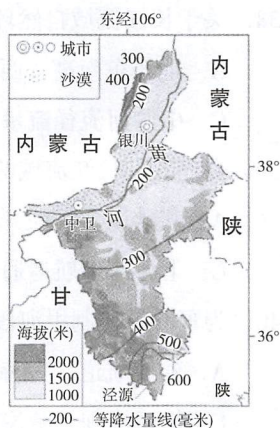 东经106°
城市
沙漠
300
400
200
内蒙古
银川
内蒙古
黄
200
38°
中卫
河
陕
300
甘
400
500
36°
海拔(米)
2000
1500
1000
600
泾源
陕
-200- 等降水量线(毫米)